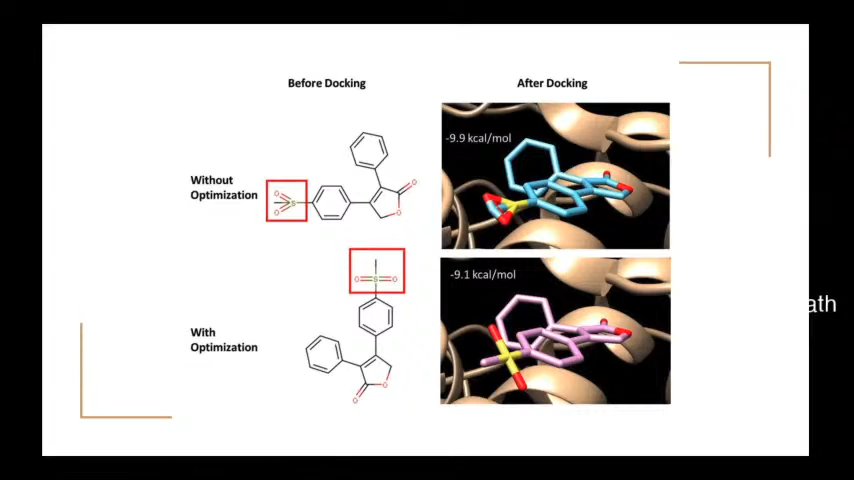 Before Docking
After Docking
-9.9 kcal/mol
Without
Optimization
O
S
O
O
O
-9.1 kcal/mol
O S O
With
Optimization
O
O
ath